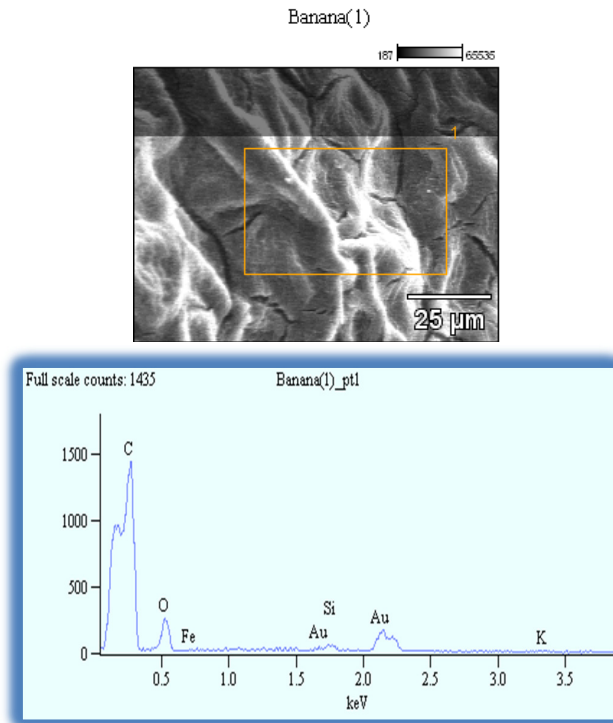 Banana(1)
187 65535
1
25 µm
Full scale counts: 1435 Banana(1)_pt1
1500
1000
500
0
C
O
Fe
Au
Si
Au
K
0.5 1.0 1.5 2.0 2.5 3.0 3.5
keV